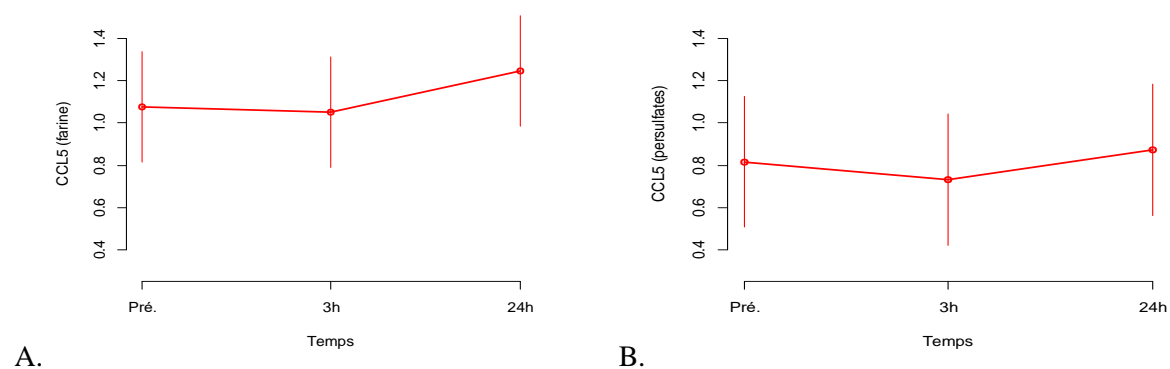 CCL5 (farine)
1.4
1.2
1.0
0.8
0.6
0.4
Pré.
3h
24h
Temps
A.
CCL5 (persulfates)
1.4
1.2
1.0
0.8
0.6
0.4
Pré.
3h
24h
Temps
B.